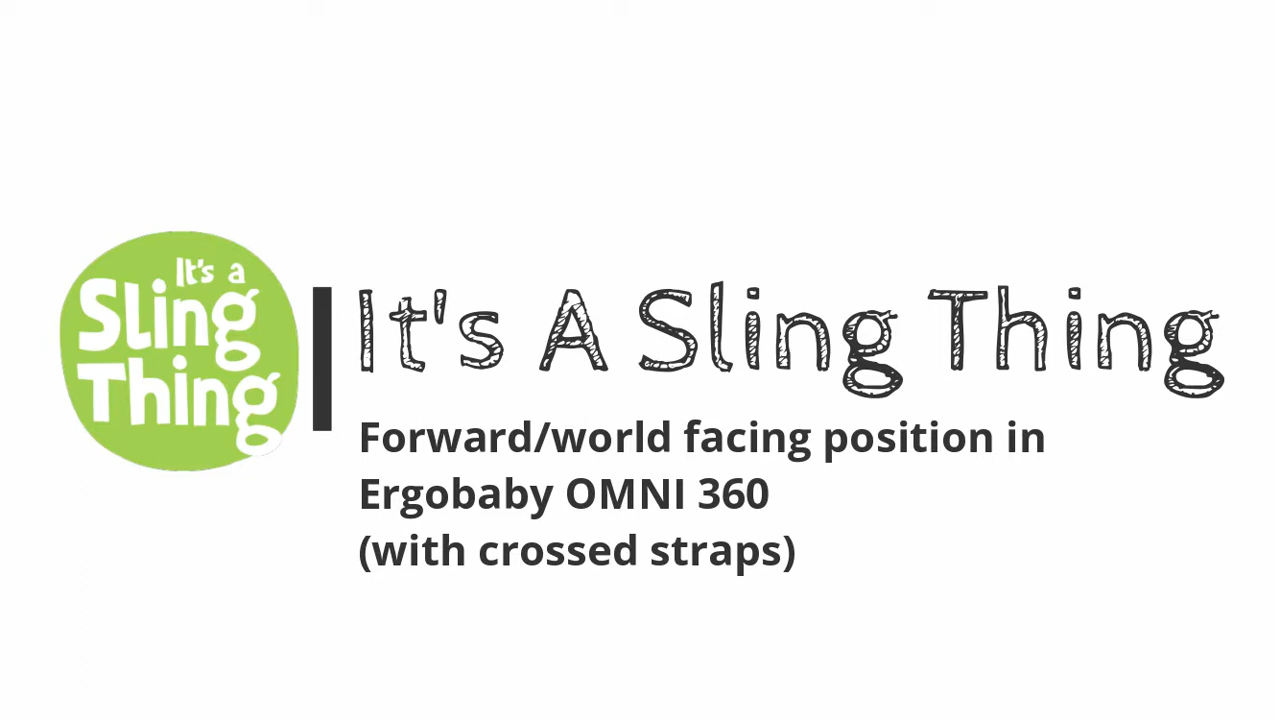 It's a
Sling
Thing
It's A Sling Thing
Forward/world facing position in
Ergobaby OMNI 360
(with crossed straps)